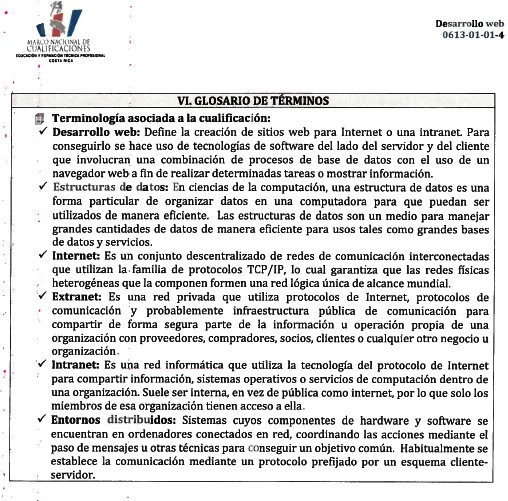 MARCO NACIONAL DE
CUALIFICACIONES
EDUCACIÓN Y FORMACIÓN TÉCNICA PROFESIONAL
COSTA RICA
Desarrollo web
0613-01-01-4
VI. GLOSARIO DE TÉRMINOS
Terminología asociada a la cualificación:
✓ Desarrollo web: Define la creación de sitios web para Internet o una intranet. Para
conseguirlo se hace uso de tecnologías de software del lado del servidor y del cliente
que involucran una combinación de procesos de base de datos con el uso de un
navegador web a fin de realizar determinadas tareas o mostrar información.
✓ Estructuras de datos: En ciencias de la computación, una estructura de datos es una
forma particular de organizar datos en una computadora para que puedan ser
utilizados de manera eficiente. Las estructuras de datos son un medio para manejar
grandes cantidades de datos de manera eficiente para usos tales como grandes bases
de datos y servicios.
✓ Internet: Es un conjunto descentralizado de redes de comunicación interconectadas
que utilizan la familia de protocolos TCP/IP, lo cual garantiza que las redes físicas
heterogéneas que la componen formen una red lógica única de alcance mundial.
✓ Extranet: Es una red privada que utiliza protocolos de Internet, protocolos de
comunicación y probablemente infraestructura pública de comunicación para
compartir de forma segura parte de la información u operación propia de una
organización con proveedores, compradores, socios, clientes o cualquier otro negocio u
organización.
✓ Intranet: Es una red informática que utiliza la tecnología del protocolo de Internet
para compartir información, sistemas operativos o servicios de computación dentro de
una organización. Suele ser interna, en vez de pública como internet, por lo que solo los
miembros de esa organización tienen acceso a ella.
✓ Entornos distribuidos: Sistemas cuyos componentes de hardware y software se
encuentran en ordenadores conectados en red, coordinando las acciones mediante el
paso de mensajes u otras técnicas para conseguir un objetivo común. Habitualmente se
establece la comunicación mediante un protocolo prefijado por un esquema cliente-
servidor.